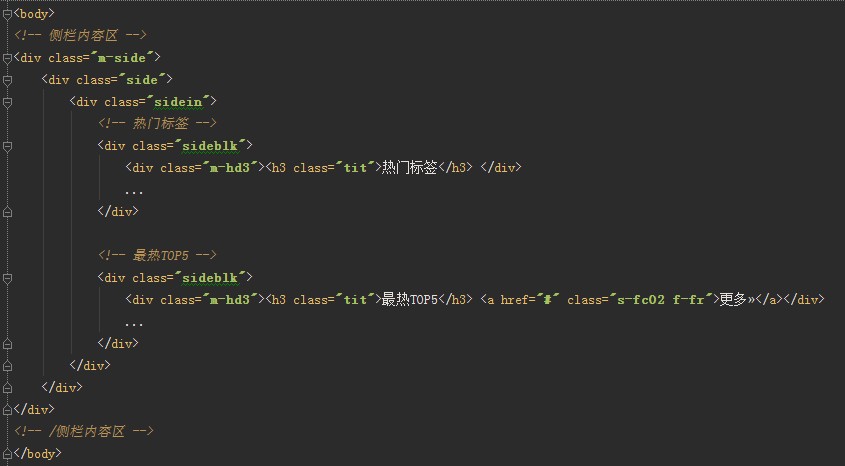 <body>
<!-- 侧栏内容区 -->
<div class="m-side">
<div class="side">
<div class="sidein">
<!-- 热门标签 -->
<div class="sideblk">
<div class="m-hd3"><h3 class="tit">热门标签</h3> </div>
...
</div>
<!-- 最热TOP5 -->
<div class="sideblk">
<div class="m-hd3"><h3 class="tit">最热TOP5</h3> <a href="#" class="s-fc02 f-fr">更多»</a></div>
...
</div>
</div>
</div>
</div>
<!-- /侧栏内容区 -->
</body>